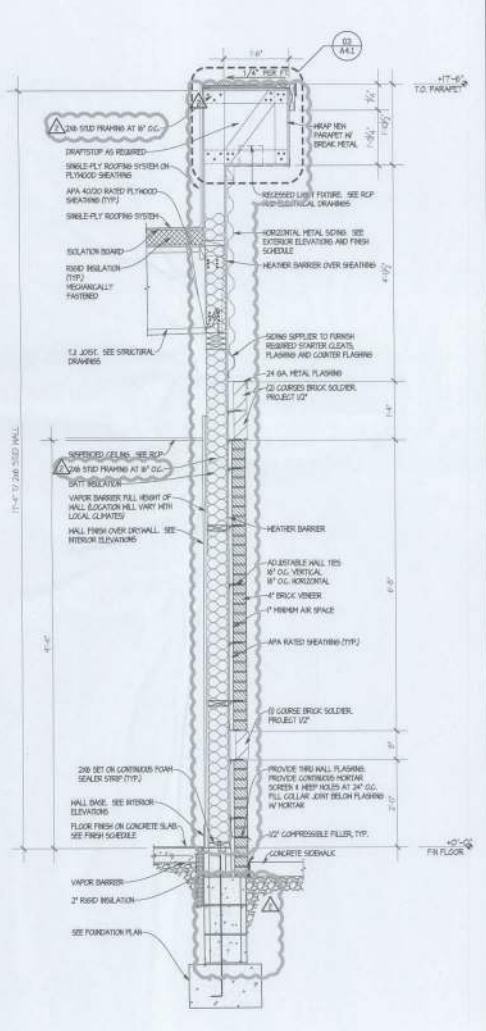 1'-6"
03
A4.1
1/4" PER FT.
+17'-6"
T.O. PARAPET
2X6 STUD FRAMING AT 16" O.C.
DRAFTSTOP AS REQUIRED
SINGLE-PLY ROOFING SYSTEM ON
PLYWOOD SHEATHING
APA 40/20 RATED PLYWOOD
SHEATHING (TYP.)
SINGLE-PLY ROOFING SYSTEM
ISOLATION BOARD
RIGID INSULATION
(TYP.)
MECHANICALLY
FASTENED
TJI JOIST. SEE STRUCTURAL
DRAWINGS
WRAP NEW
PARAPET W/
BREAK METAL
RECESSED LIGHT FIXTURE. SEE RCP
AND ELECTRICAL DRAWINGS
HORIZONTAL METAL SIDING. SEE
EXTERIOR ELEVATIONS AND FINISH
SCHEDULE
WEATHER BARRIER OVER SHEATHING
SIDING SUPPLIER TO FURNISH
REQUIRED STARTER CLEATS,
FLASHING AND COUNTER FLASHING
24 GA. METAL FLASHING
(2) COURSES BRICK SOLDIER.
PROJECT 1/2"
1'-4"
17'-4" T/ 2X6 STUD WALL
SUSPENDED CEILING. SEE RCP
2X6 STUD FRAMING AT 16" O.C.
BATT INSULATION
VAPOR BARRIER FULL HEIGHT OF
WALL (LOCATION WILL VARY WITH
LOCAL CLIMATES)
WALL FINISH OVER DRYWALL. SEE
INTERIOR ELEVATIONS
WEATHER BARRIER
ADJUSTABLE WALL TIES
16" O.C. VERTICAL
16" O.C. HORIZONTAL
4" BRICK VENEER
1" MINIMUM AIR SPACE
APA RATED SHEATHING (TYP.)
(1) COURSE BRICK SOLDIER.
PROJECT 1/2"
8"
2X6 SET ON CONTINUOUS FOAM
SEALER STRIP (TYP.)
WALL BASE. SEE INTERIOR
ELEVATIONS
FLOOR FINISH ON CONCRETE SLAB.
SEE FINISH SCHEDULE
PROVIDE THRU WALL FLASHING.
PROVIDE CONTINUOUS MORTAR
SCREEN & WEEP HOLES AT 24" O.C.
FILL COLLAR JOINT BELOW FLASHING
W/ MORTAR
2'-0"
1/2" COMPRESSIBLE FILLER, TYP.
+0'-0"
FIN FLOOR
CONCRETE SIDEWALK
VAPOR BARRIER
2" RIGID INSULATION
SEE FOUNDATION PLAN